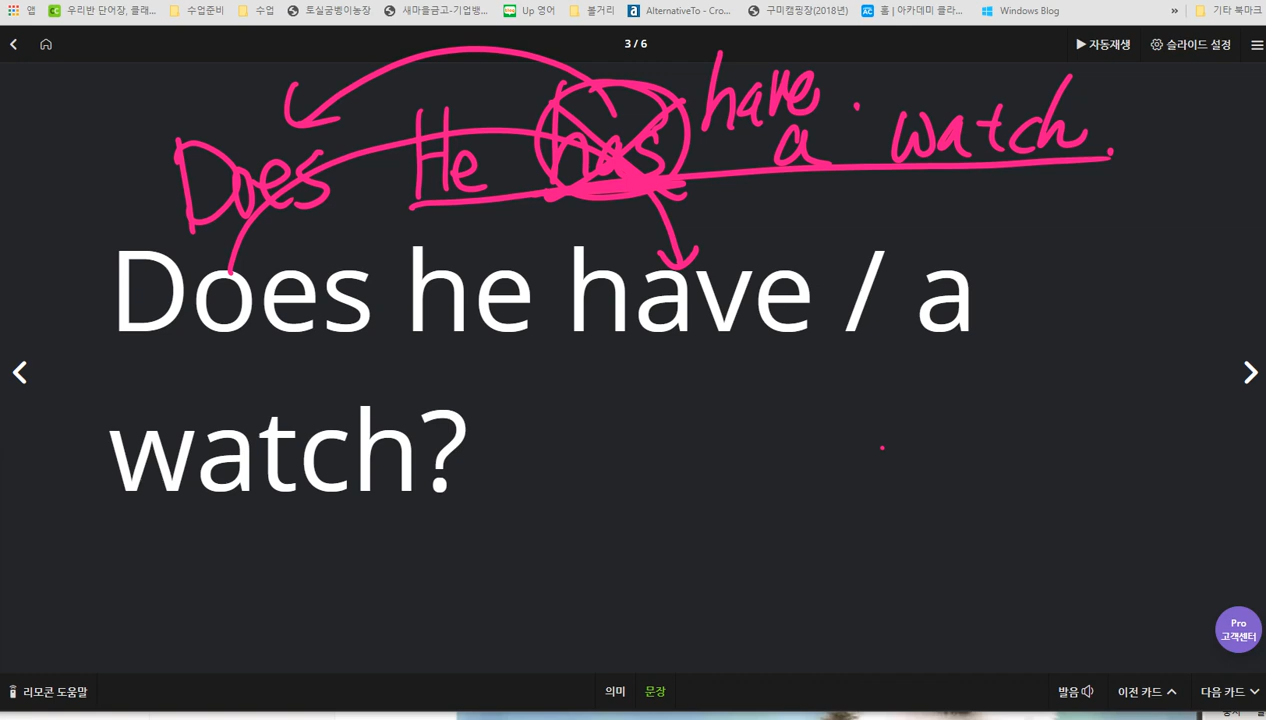 앱 우리반 단어장, 클래... 수업준비 수업 토실굼벵이농장 새마을금고-기업뱅... Up 영어 볼거리 AlternativeTo - Cro... 구미캠핑장(2018년) 홈 | 아카데미 클라... Windows Blog » 기타 북마크
3 / 6 자동재생 슬라이드 설정
Does He has have. a watch.
Does he have / a
watch?
Pro
고객센터
리모콘 도움말 의미 문장 발음 이전 카드 다음 카드